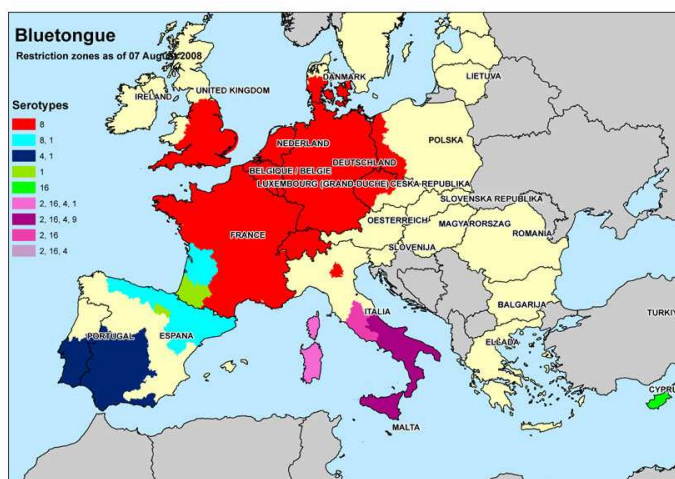 Bluetongue
Restriction zones as of 07 August2008
Serotypes
8
8, 1
4, 1
1
16
2, 16, 4, 1
2, 16, 4, 9
2, 16
2, 16, 4
DANMARK
LIETUVA
IRELAND
UNITED KINGDOM
POLSKA
NEDERLAND
DEUTSCHLAND
BELGIQUE / BELGIE
LUXEMBOURG (GRAND-DUCHE)
CESKA REPUBLIKA
SLOVENSKA REPUBLIKA
OESTERREICH
MAGYARORSZAG
FRANCE
ROMANIA
SLOVENIJA
BALGARIJA
ITALIA
TURKIY
PORTUGAL
ESPANA
ELLADA
CYPRU
MALTA